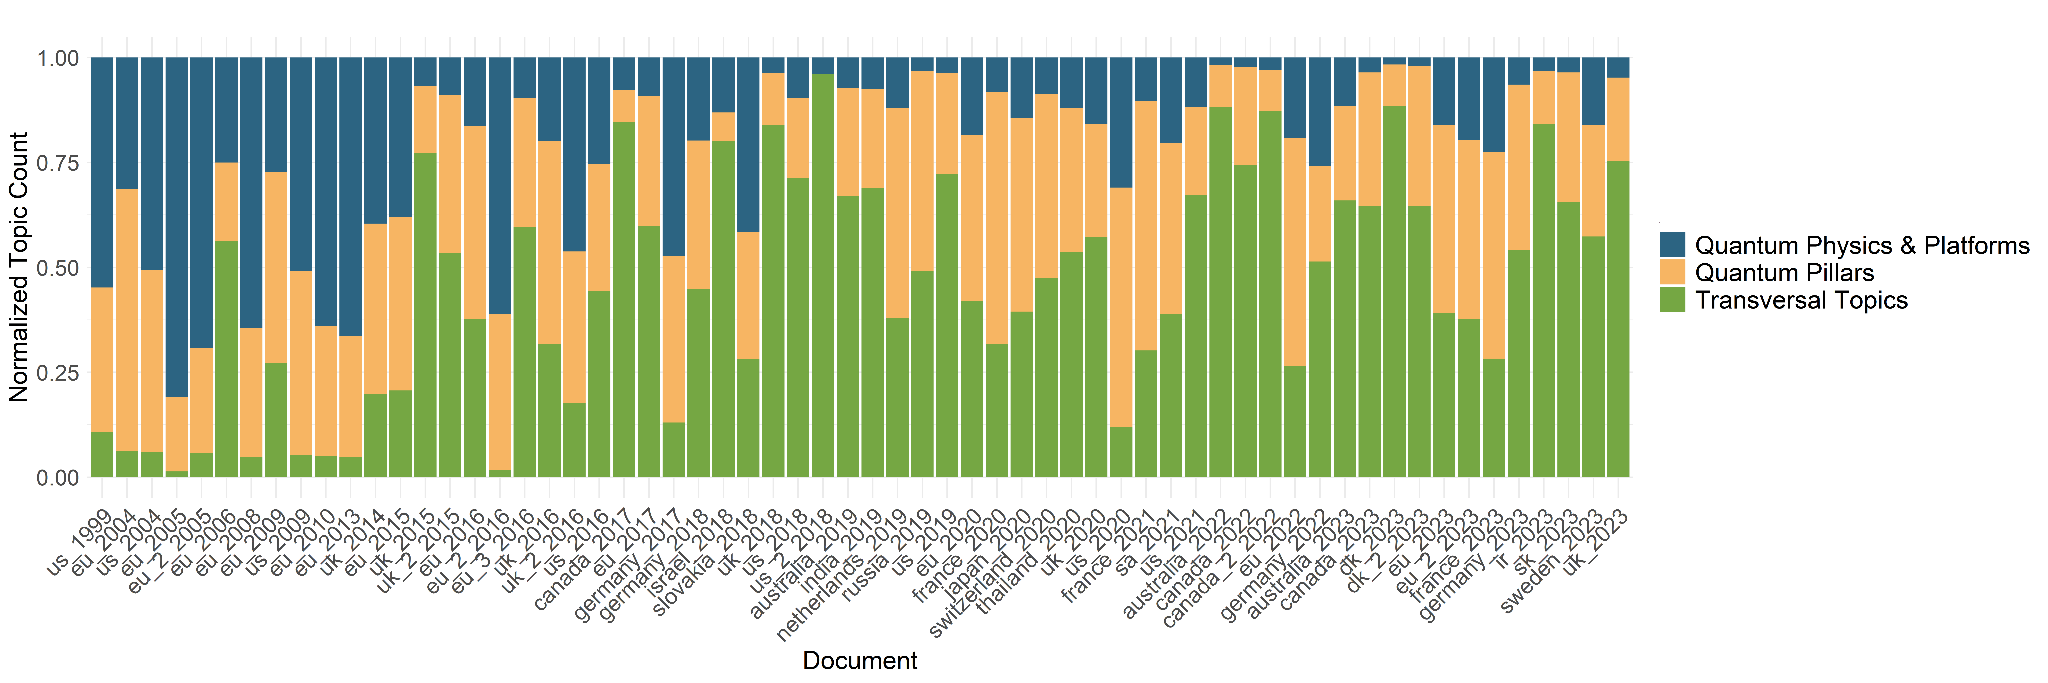 1.00
0.75
0.50
0.25
0.00
Normalized Topic Count
us_1999
eu_2004
us_2004
eu_2005
eu_2_2005
eu_2006
eu_2008
eu_2009
us_2009
eu_2010
eu_2013
uk_2014
eu_2015
uk_2015
uk_2_2015
eu_2016
eu_2_2016
eu_3_2016
uk_2016
uk_2_2016
us_2016
canada_2017
eu_2017
germany_2017
germany_2018
israel_2018
slovakia_2018
uk_2018
us_2018
us_2_2018
australia_2019
india_2019
netherlands_2019
russia_2019
us_2019
eu_2020
france_2020
japan_2020
switzerland_2020
thailand_2020
uk_2020
us_2020
france_2021
sa_2021
us_2021
australia_2022
canada_2022
canada_2_2022
eu_2022
germany_2022
australia_2023
canada_2023
dk_2023
dk_2_2023
eu_2023
eu_2_2023
france_2023
germany_2023
ir_2023
sk_2023
sweden_2023
uk_2023
Document
Quantum Physics & Platforms
Quantum Pillars
Transversal Topics